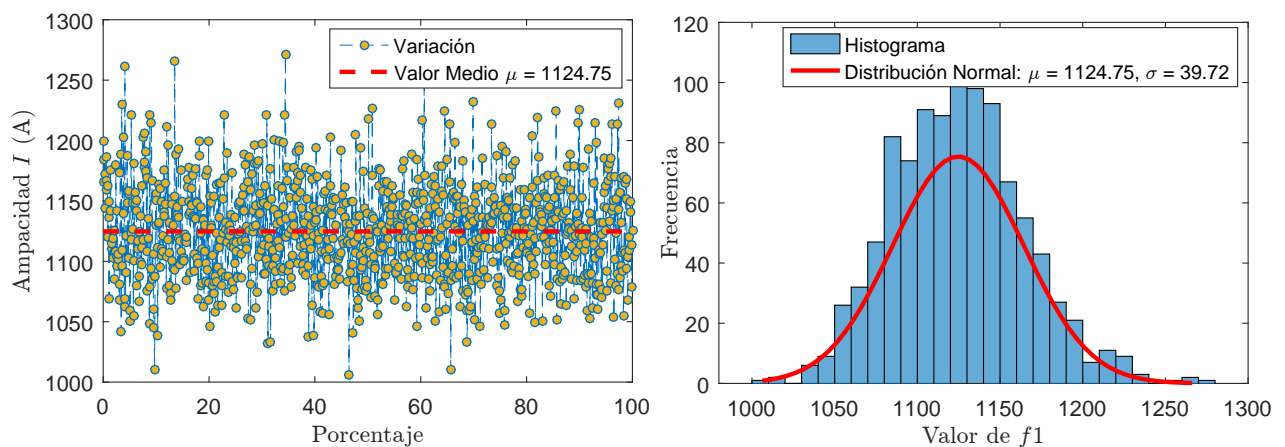 1300
1250
1200
1150
1100
1050
1000
Ampacidad I (A)
Variación
Valor Medio μ = 1124.75
0 20 40 60 80 100
Porcentaje
120
100
80
60
40
20
0
Frecuencia
Histograma
Distribución Normal: μ = 1124.75, σ = 39.72
1000 1050 1100 1150 1200 1250 1300
Valor de f1